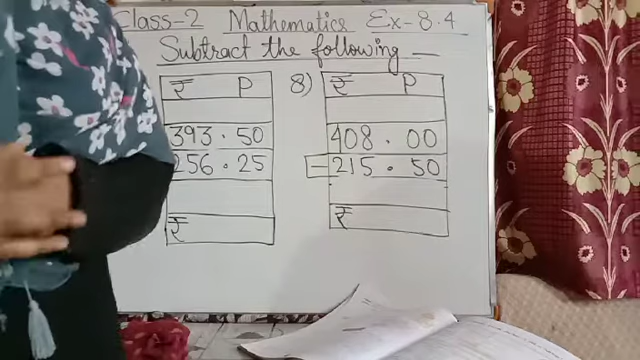 Class-2 Mathematics Ex-8.4
Subtract the following —
₹ P
393.50
256.25
₹
8) ₹ P
408.00
215.50
₹